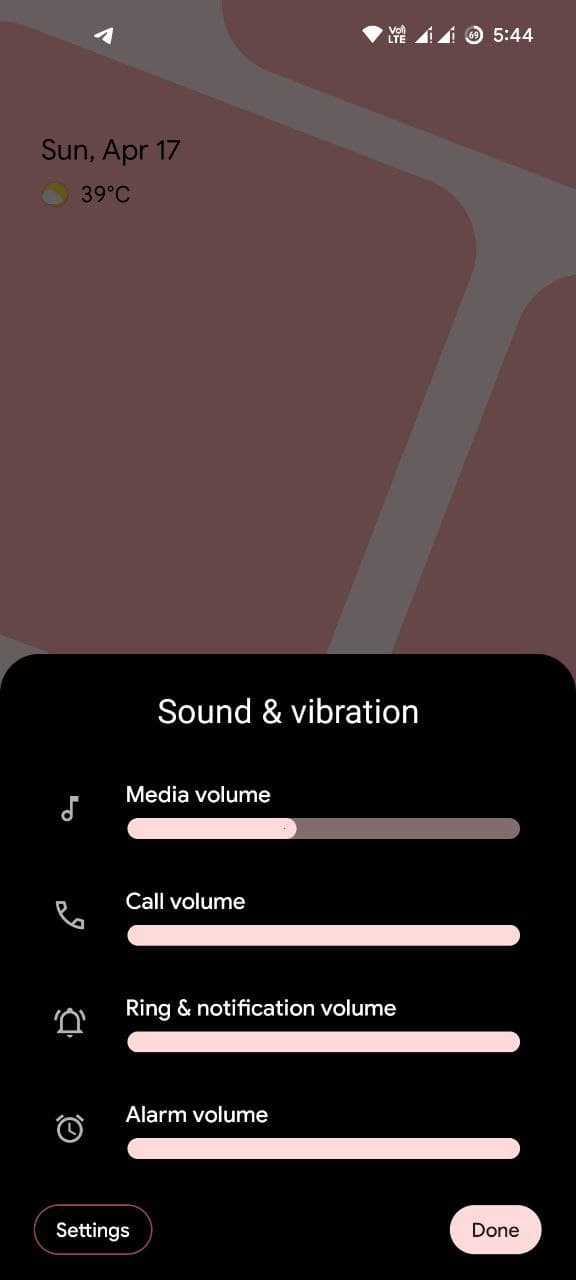 Vo))
LTE
69
5:44
Sun, Apr 17
39°C
Sound & vibration
Media volume
Call volume
Ring & notification volume
Alarm volume
Settings
Done